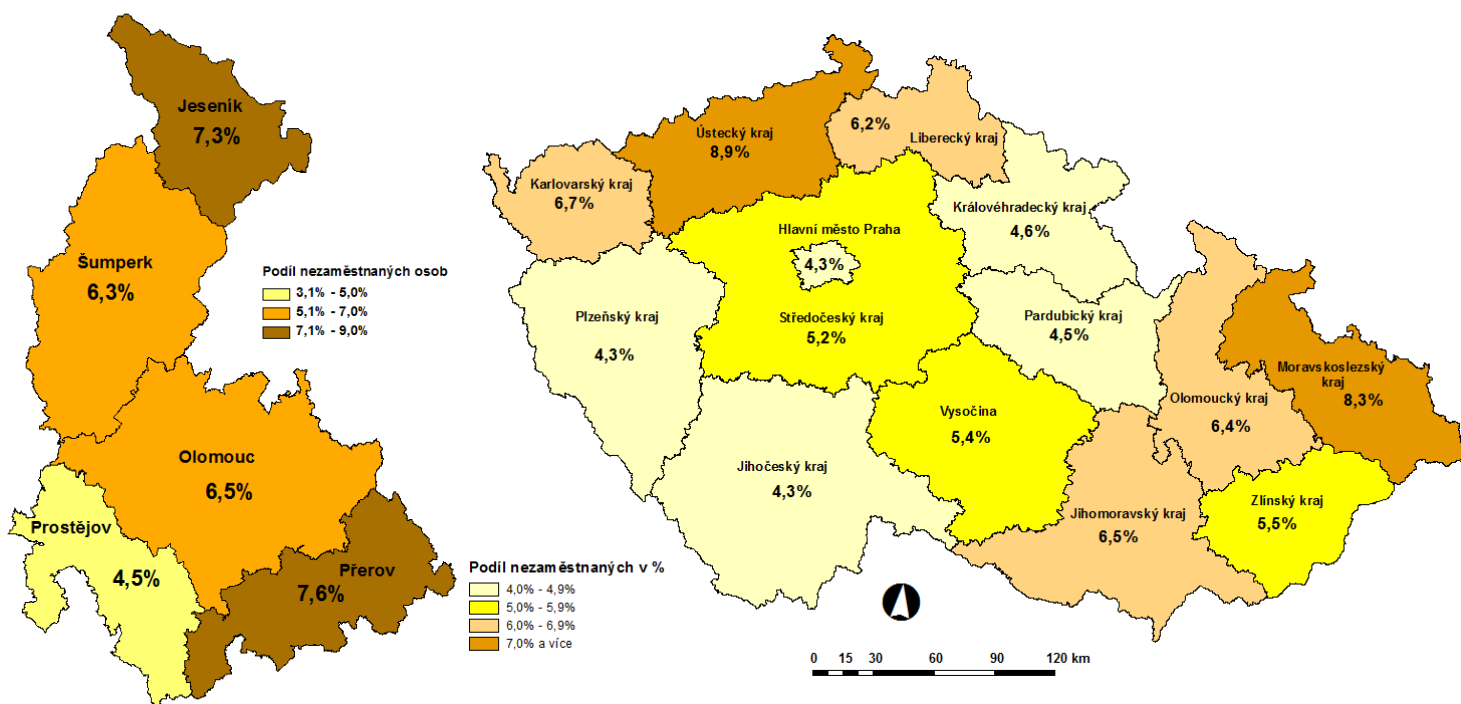 Jeseník
7,3%
Šumperk
6,3%
Olomouc
6,5%
Prostějov
4,5%
Přerov
7,6%
Podíl nezaměstnaných osob
3,1% - 5,0%
5,1% - 7,0%
7,1% - 9,0%
Ústecký kraj
8,9%
6,2%
Liberecký kraj
Karlovarský kraj
6,7%
Královéhradecký kraj
4,6%
Hlavní město Praha
4,3%
Středočeský kraj
5,2%
Plzeňský kraj
4,3%
Pardubický kraj
4,5%
Moravskoslezský
kraj
8,3%
Olomoucký kraj
6,4%
Vysočina
5,4%
Jihočeský kraj
4,3%
Jihomoravský kraj
6,5%
Zlínský kraj
5,5%
Podíl nezaměstnaných v %
4,0% - 4,9%
5,0% - 5,9%
6,0% - 6,9%
7,0% a více
0 15 30 60 90 120 km